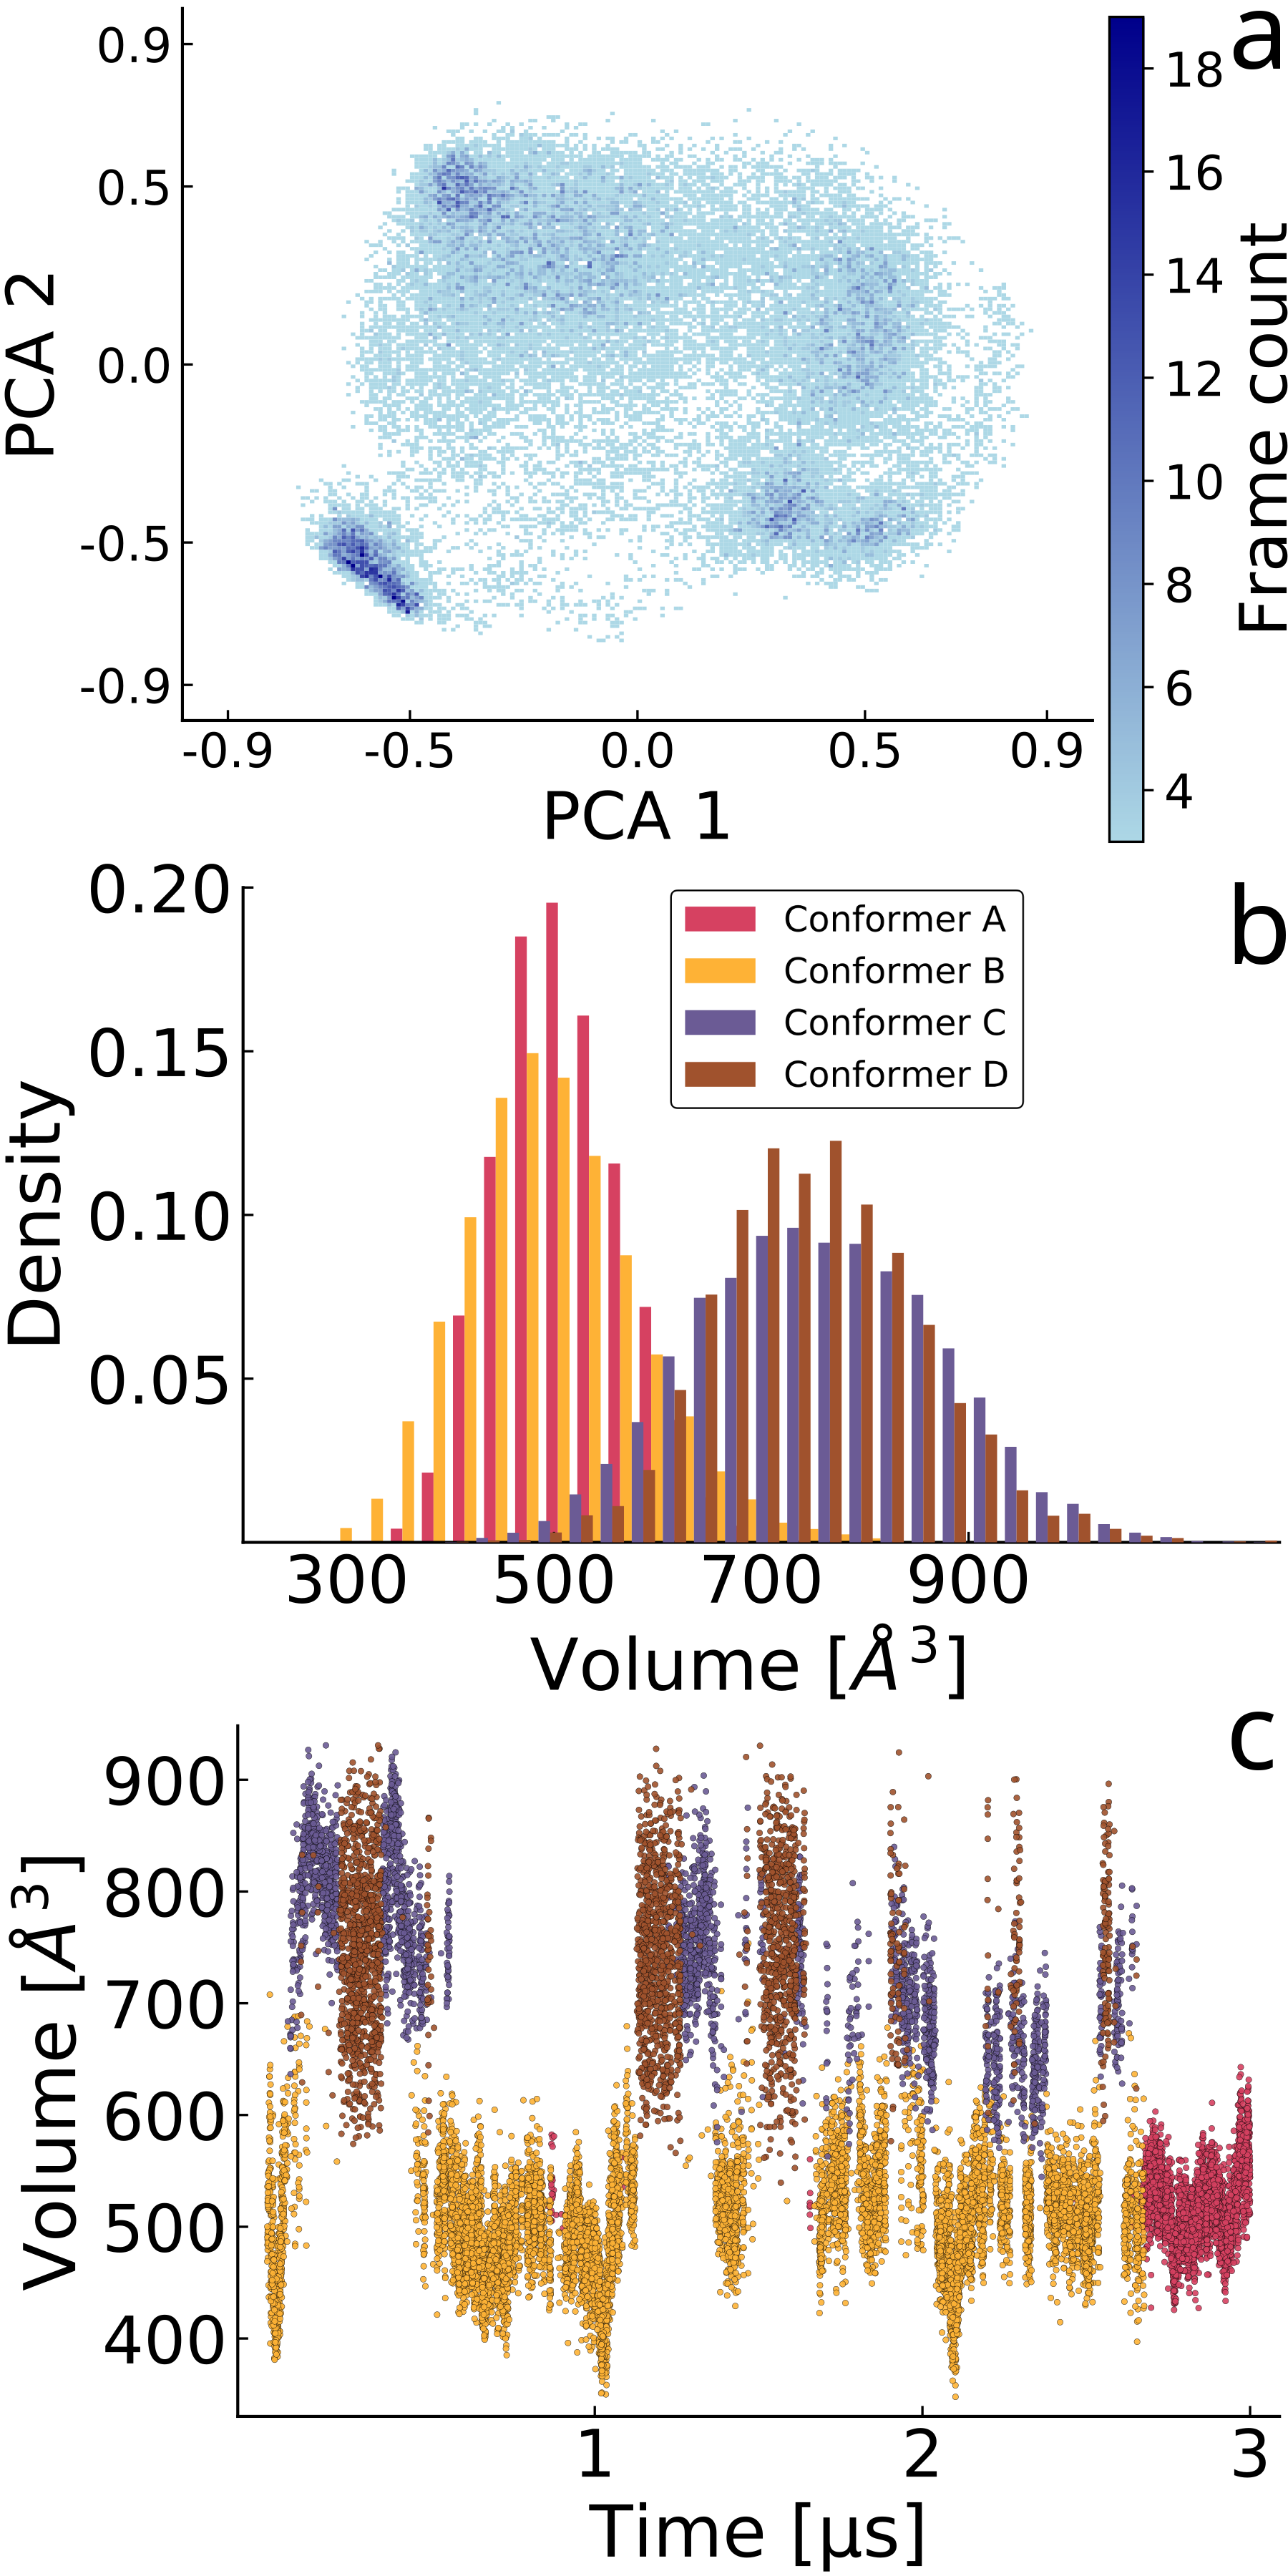 a
0.9
0.5
0.0
-0.5
-0.9
PCA 2
-0.9 -0.5 0.0 0.5 0.9
PCA 1
18
16
14
12
10
8
6
4
Frame count
b
0.20
0.15
0.10
0.05
Density
Conformer A
Conformer B
Conformer C
Conformer D
300 500 700 900
Volume [Å³]
c
900
800
700
600
500
400
Volume [Å³]
1 2 3
Time [µs]